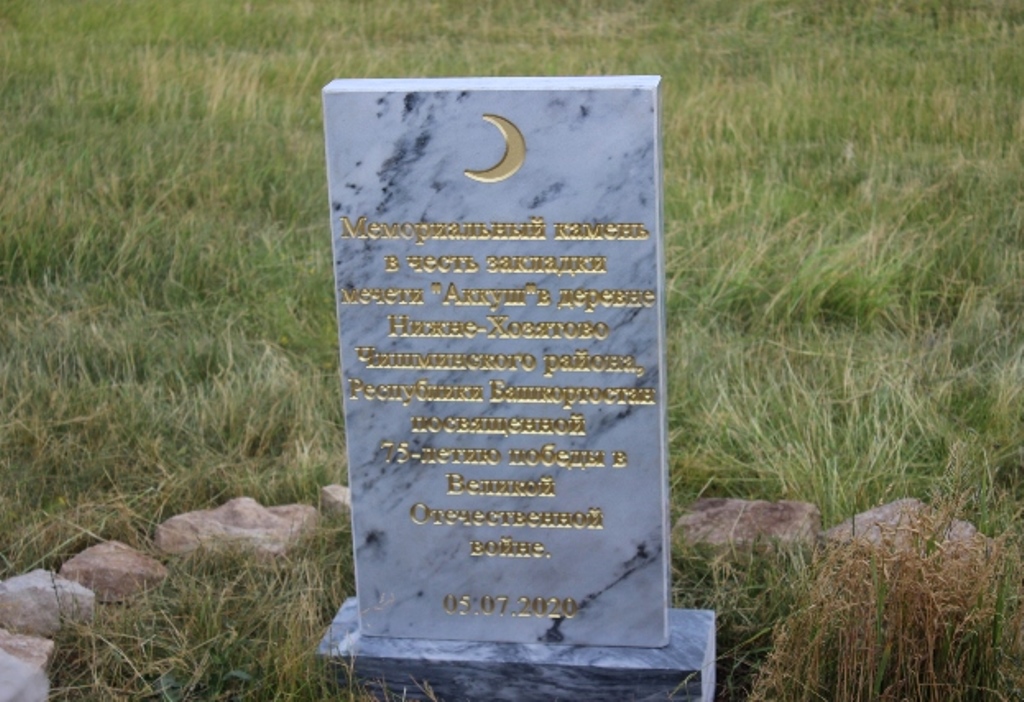 Мемориальный камень
в честь закладки
мечети "Аккуш"в деревне
Нижне-Хозятово
Чишминского района,
Республики Башкортостан
посвященной
75-летию победы в
Великой
Отечественной
войне.
05.07.2020